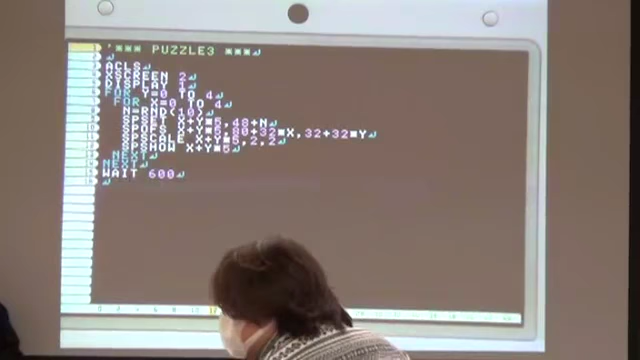 '*** PUZZLE3 ***
ACLS
XSCREEN 2
DISPLAY 1
FOR Y=0 TO 4
FOR X=0 TO 4
N=RND(10)
SPSET X+Y*5,48+N
SPOFS X+Y*5,80+32*X,32+32*Y
SPSCALE X+Y*5,2,2
SPSHOW X+Y*5
NEXT
NEXT
WAIT 600